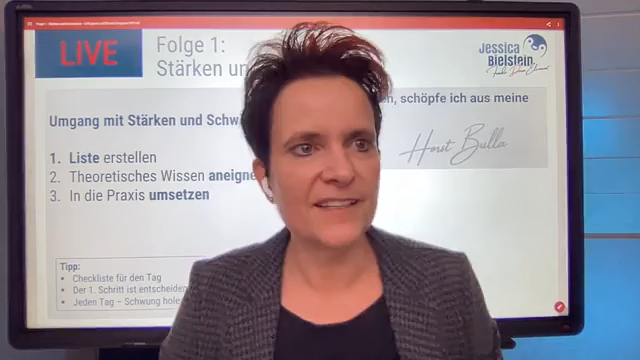 LIVE
Folge 1:
Stärken un
Jessica
Bielstein
en, schöpfe ich aus meine
Umgang mit Stärken und Schw
Horst Bulla
1. Liste erstellen
2. Theoretisches Wissen aneigne
3. In die Praxis umsetzen
Tipp:
• Checkliste für den Tag
• Der 1. Schritt ist entscheiden
• Jeden Tag – Schwung hole